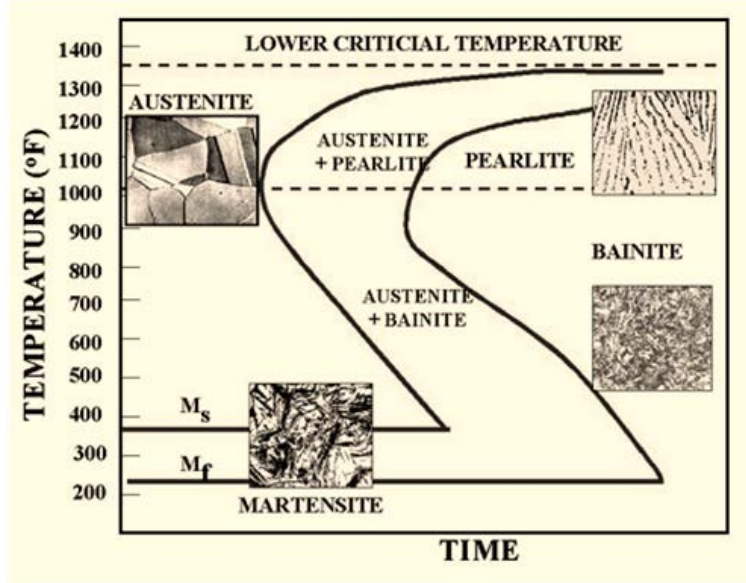 LOWER CRITICIAL TEMPERATURE
AUSTENITE
AUSTENITE
+ PEARLITE
PEARLITE
BAINITE
AUSTENITE
+ BAINITE
Ms
Mf
MARTENSITE
TEMPERATURE (°F)
1400
1300
1200
1100
1000
900
800
700
600
500
400
300
200
TIME